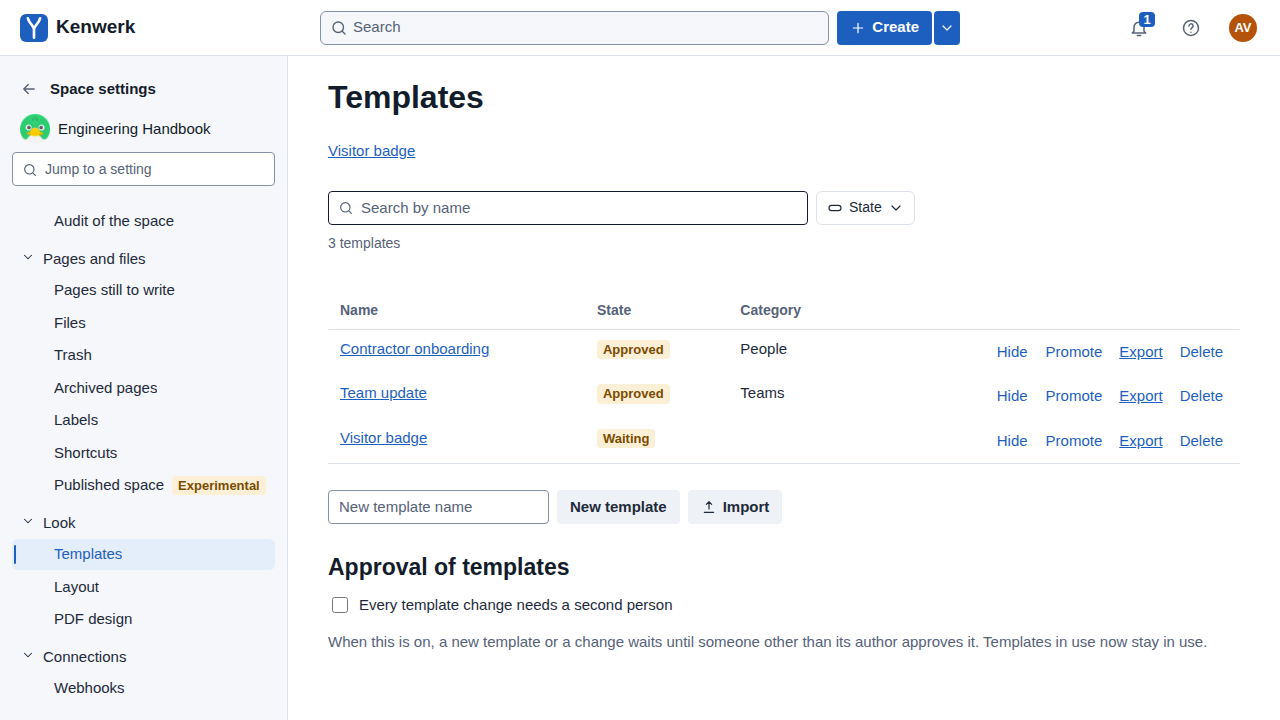 Kenwerk
Search
Create
1
AV
Space settings
Engineering Handbook
Jump to a setting
Audit of the space
Pages and files
Pages still to write
Files
Trash
Archived pages
Labels
Shortcuts
Published space Experimental
Look
Templates
Layout
PDF design
Connections
Webhooks
Templates
Visitor badge
Search by name
State
3 templates
Name State Category
Contractor onboarding Approved People Hide Promote Export Delete
Team update Approved Teams Hide Promote Export Delete
Visitor badge Waiting Hide Promote Export Delete
New template name New template Import
Approval of templates
Every template change needs a second person
When this is on, a new template or a change waits until someone other than its author approves it. Templates in use now stay in use.